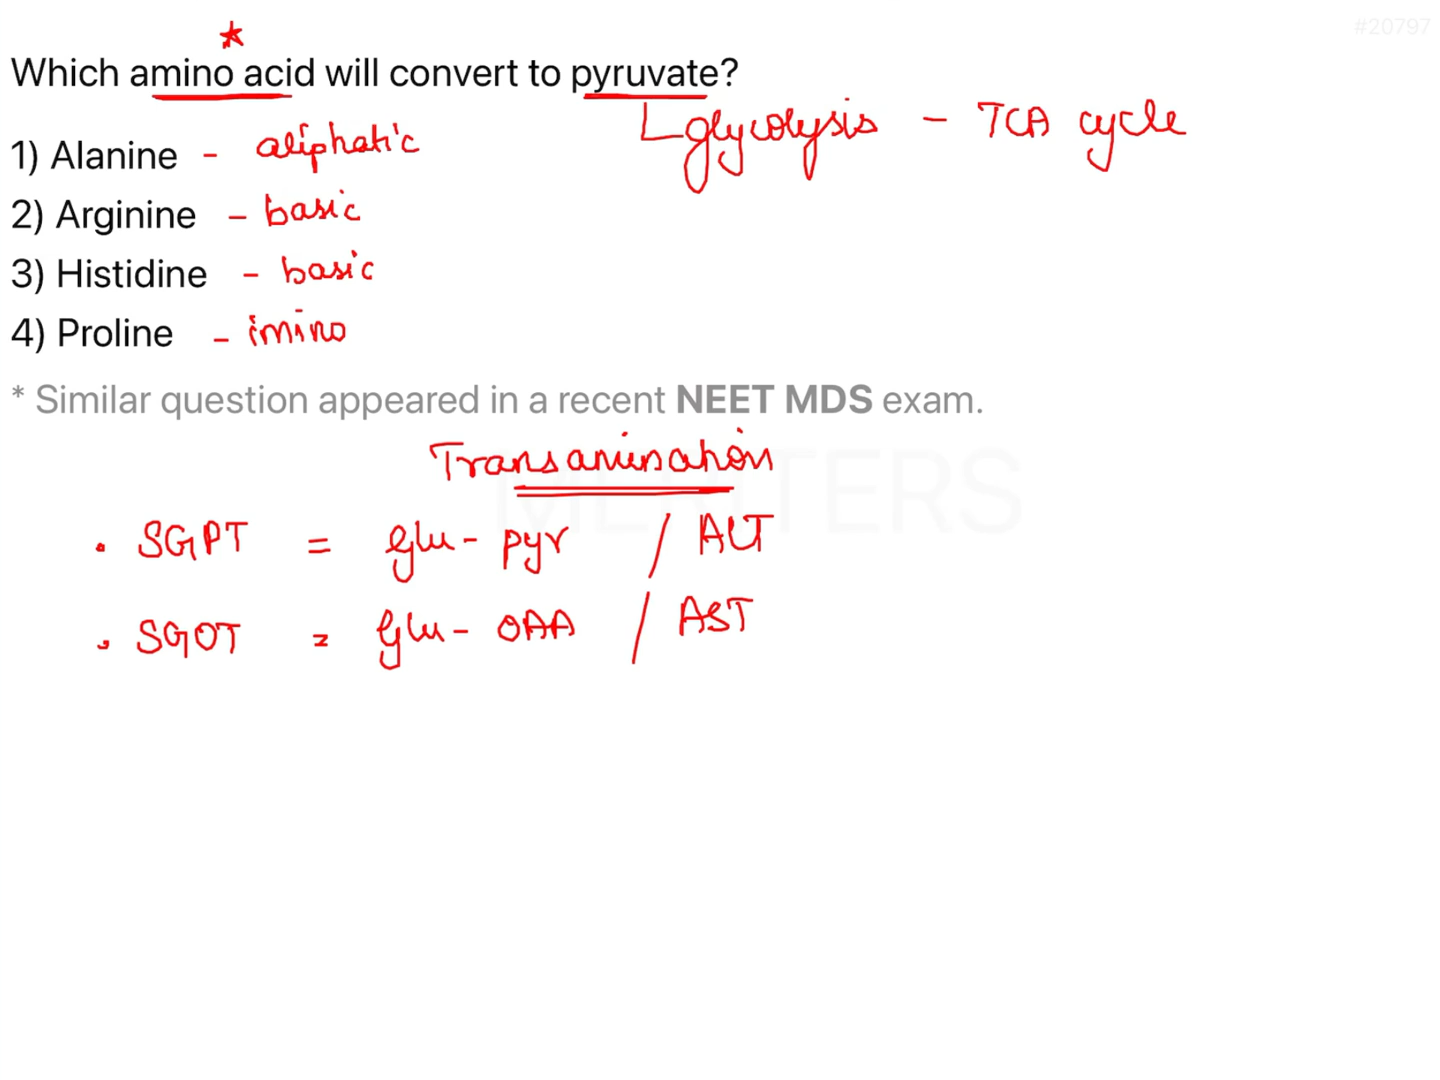 #20797
Which amino acid will convert to pyruvate?
glycolysis - TCA cycle
1) Alanine - aliphatic
2) Arginine - basic
3) Histidine - basic
4) Proline - imino
* Similar question appeared in a recent NEET MDS exam.
Transamination
• SGPT = Glu - pyr / ALT
• SGOT = Glu - OAA / AST